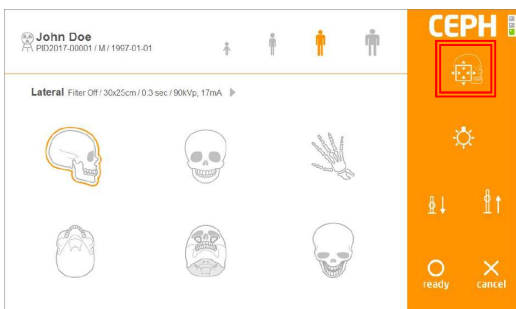 John Doe
PID2017-00001 / M / 1997-01-01
CEPH
Lateral Filter Off / 30x25cm / 0.3 sec / 90kVp, 17mA
ready
cancel